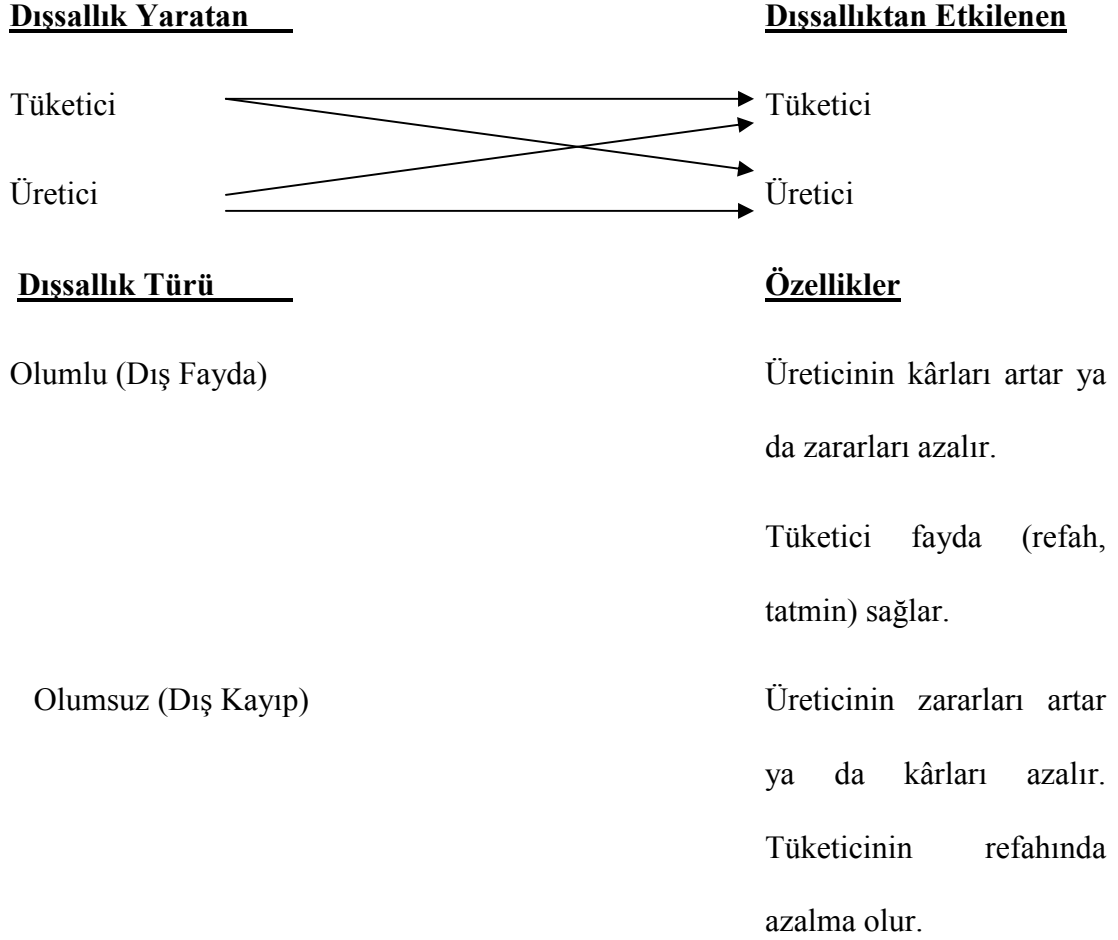 Dışsallık Yaratan Dışsallıktan Etkilenen
Tüketici Tüketici
Üretici Üretici
Dışsallık Türü Özellikler
Olumlu (Dış Fayda) Üreticinin kârları artar ya
da zararları azalır.
Tüketici fayda (refah,
tatmin) sağlar.
Olumsuz (Dış Kayıp) Üreticinin zararları artar
ya da kârları azalır.
Tüketicinin refahında
azalma olur.